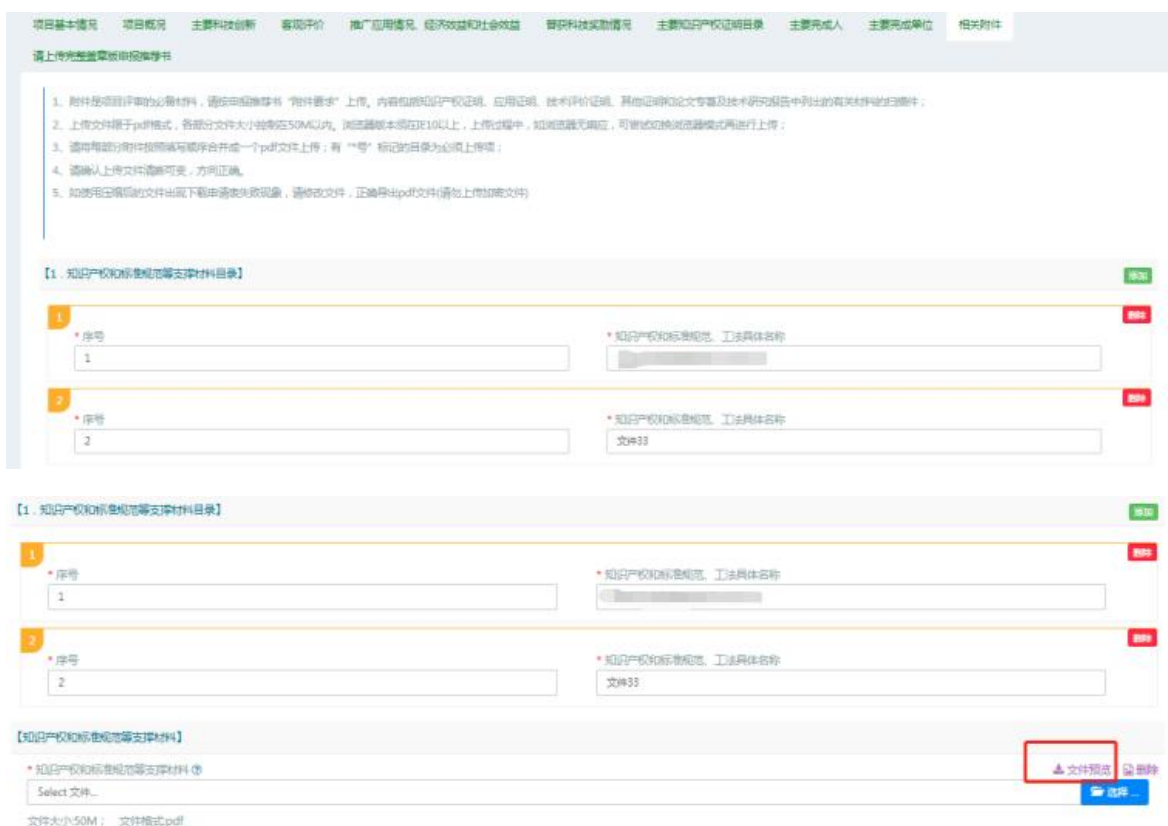 项目基本情况 项目概况 主要科技创新 客观评价 推广应用情况、经济效益和社会效益 曾获科技奖励情况 主要知识产权证明目录 主要完成人 主要完成单位 相关附件
请上传完整盖章版申报推荐书
1、附件是项目评审的必备材料，请按申报推荐书“附件要求”上传。内容包括知识产权证明、应用证明、技术评价证明、其他证明和论文专著及技术研究报告中列出的有关材料的扫描件；
2、上传文件限于pdf格式，各部分文件大小控制在50M以内。浏览器版本须在IE10以上，上传过程中，如浏览器无响应，可尝试切换浏览器模式再进行上传；
3、请将每部分附件按照填写顺序合并成一个pdf文件上传；有“*号”标记的目录为必须上传项；
4、请确认上传文件清晰可变，方向正确。
5、如使用压缩后的文件出现下载申请表失败现象，请修改文件，正确导出pdf文件(请勿上传加密文件)
【1．知识产权和标准规范等支撑材料目录】 添加
1 删除
* 序号 * 知识产权和标准规范、工法具体名称
1
2 删除
* 序号 * 知识产权和标准规范、工法具体名称
2 文件33
【1．知识产权和标准规范等支撑材料目录】 添加
1 删除
* 序号 * 知识产权和标准规范、工法具体名称
1
2 删除
* 序号 * 知识产权和标准规范、工法具体名称
2 文件33
【知识产权和标准规范等支撑材料】
* 知识产权和标准规范等支撑材料 文件预览 删除
Select 文件... 选择 ...
文件大小:50M； 文件格式:pdf